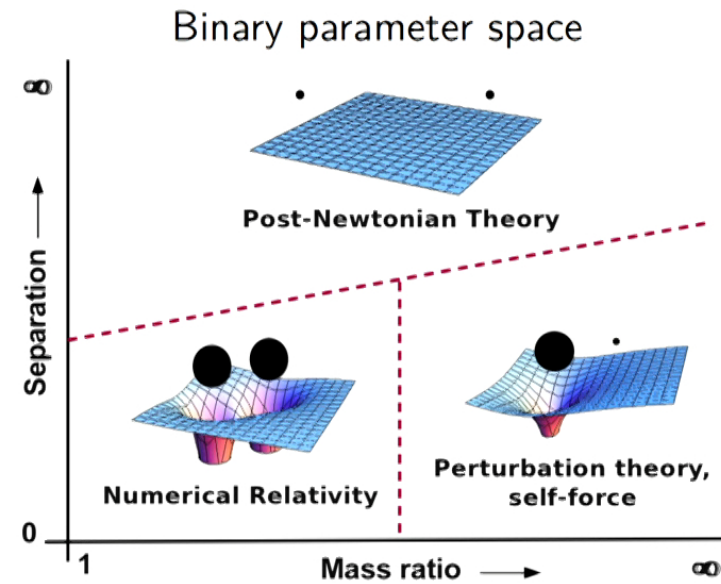 Binary parameter space
∞
Post-Newtonian Theory
Separation
Numerical Relativity
Perturbation theory,
self-force
0
1
Mass ratio
∞